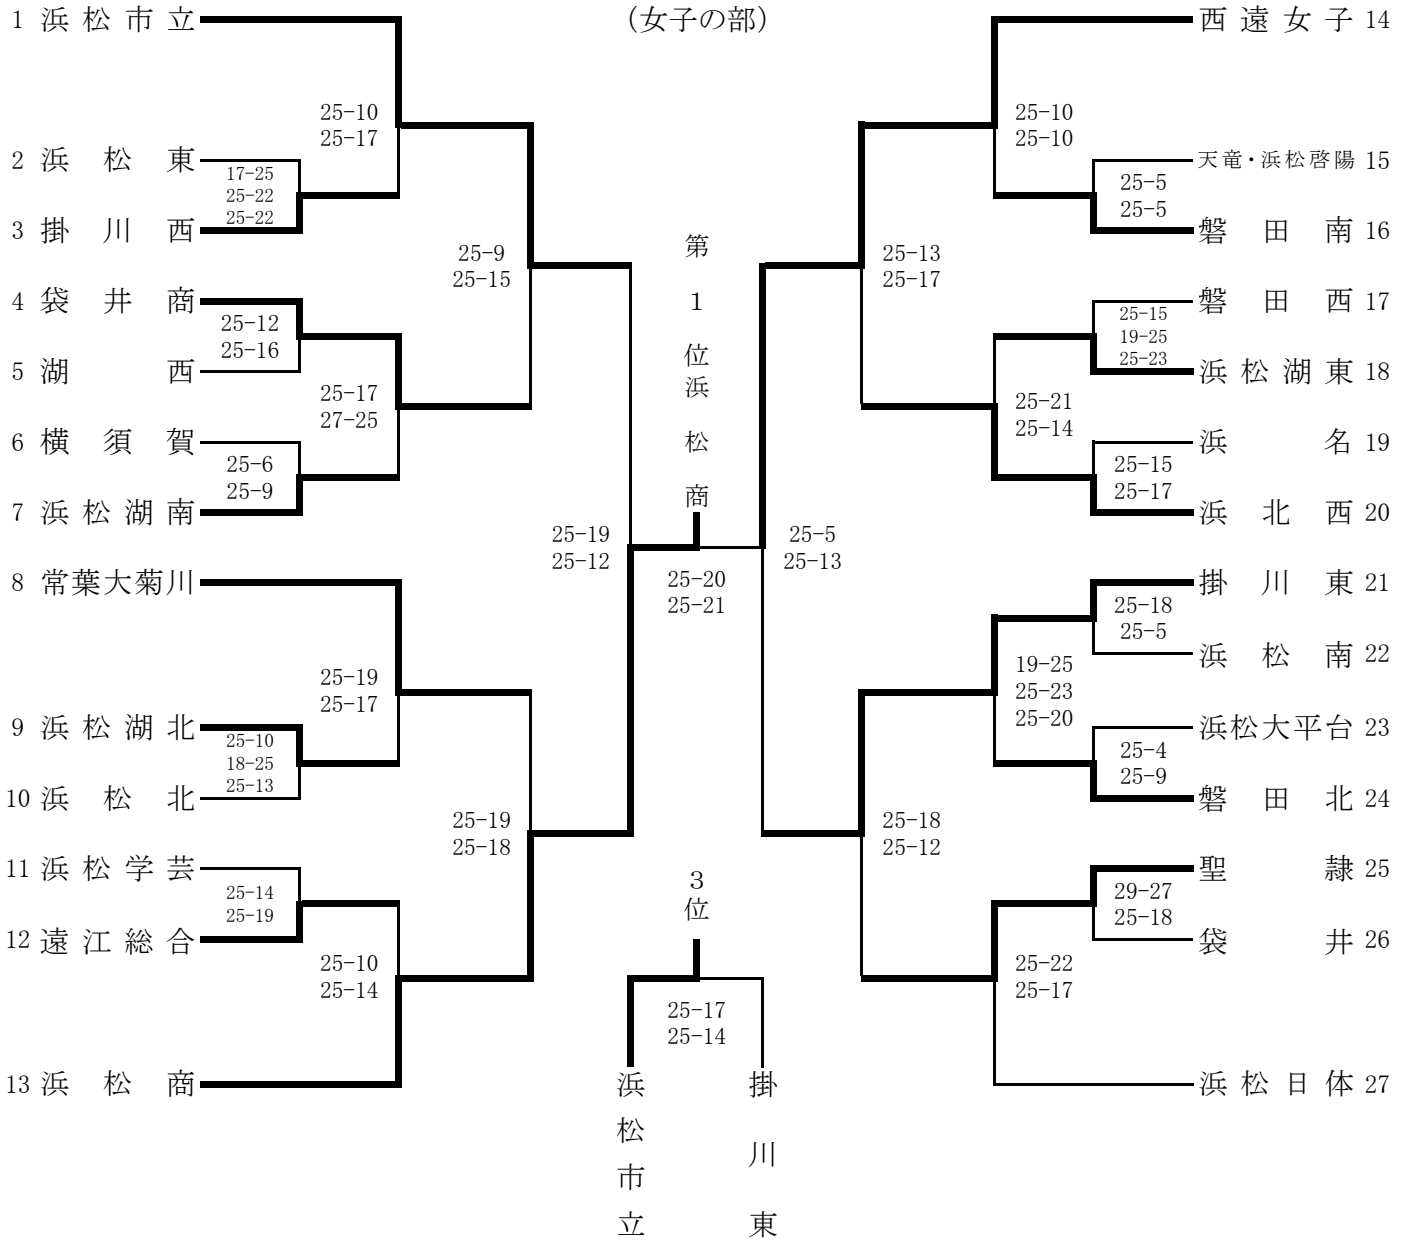 (女子の部)
1 浜松市立
25-10
25-17
2 浜松東
17-25
25-22
25-22
3 掛川西
25-9
25-15
4 袋井商
25-12
25-16
5 湖西
25-17
27-25
6 横須賀
25-6
25-9
7 浜松湖南
25-19
25-12
8 常葉大菊川
25-19
25-17
9 浜松湖北
25-10
18-25
25-13
10 浜松北
25-19
25-18
11 浜松学芸
25-14
25-19
12 遠江総合
25-10
25-14
13 浜松商
第1位浜松商
25-20
25-21
3位
25-17
25-14
浜松市立
掛川東
西遠女子 14
25-10
25-10
天竜・浜松啓陽 15
25-5
25-5
磐田南 16
25-13
25-17
磐田西 17
25-15
19-25
25-23
浜松湖東 18
25-21
25-14
浜名 19
25-15
25-17
浜北西 20
25-5
25-13
掛川東 21
25-18
25-5
浜松南 22
19-25
25-23
25-20
浜松大平台 23
25-4
25-9
磐田北 24
25-18
25-12
聖隷 25
29-27
25-18
袋井 26
25-22
25-17
浜松日体 27